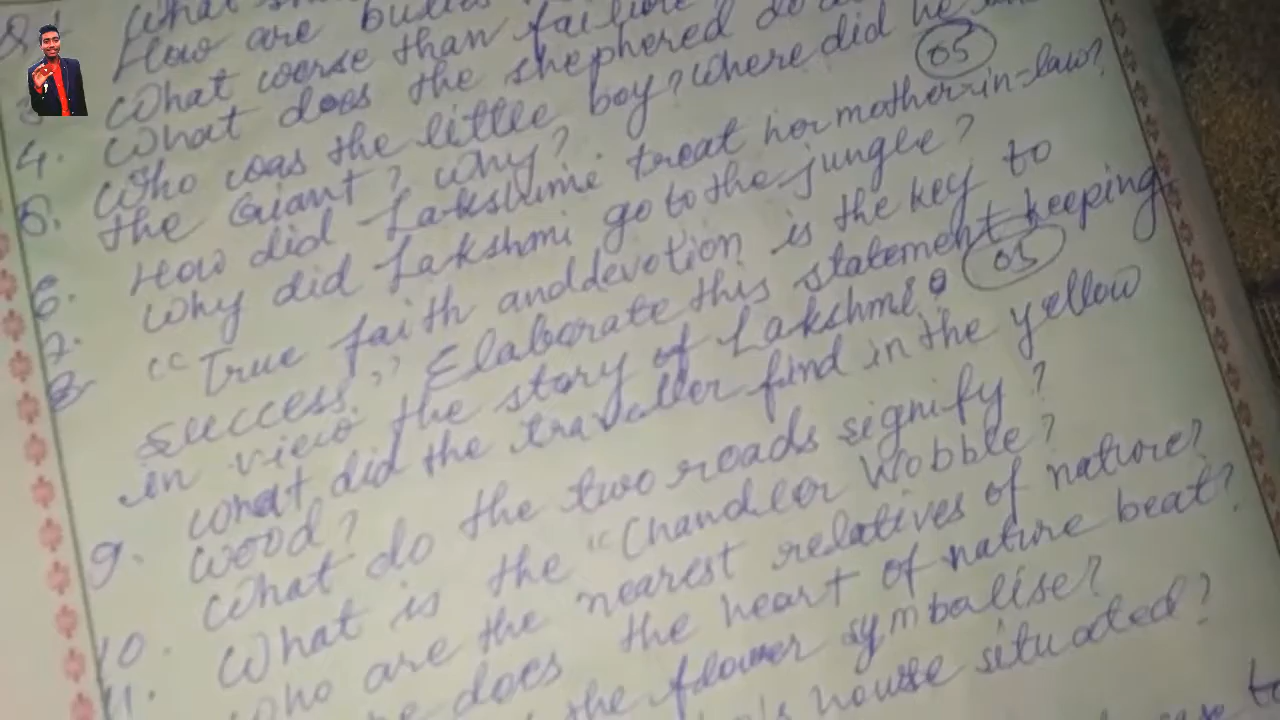 What
How are
What worse than failure
4. What does the shephered do
5. Who was the little boy? Where did he
the Giant? Why? 05
6. How did Lakshmi treat her mother-in-law?
7. Why did Lakshmi go to the jungle?
8 "True faith and devotion is the key to
success." Elaborate this statement keeping
in view the story of Lakshmi. 05
9. What did the traveller find in the yellow
wood?
10. What do the two roads signify?
11. What is the "Chandler Wobble?
Who are the nearest relatives of nature?
does the heart of nature beat?
the flower symbolise?
house situated?
to